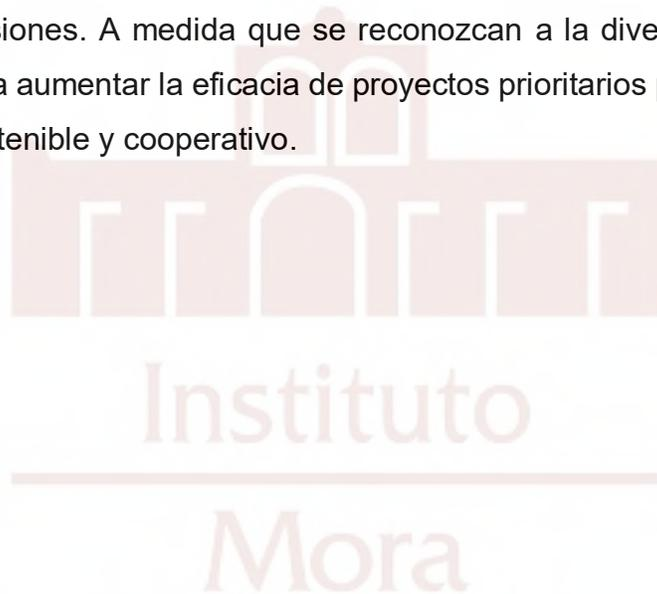 siones. A medida que se reconozcan a la dive
a aumentar la eficacia de proyectos prioritarios
tenible y cooperativo.
Instituto
Mora